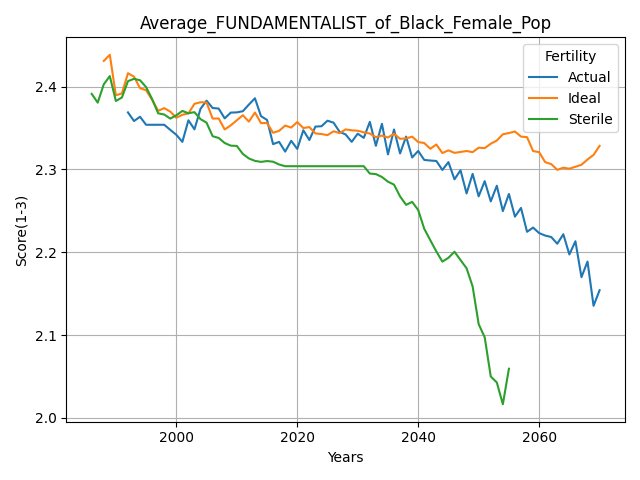 Average_FUNDAMENTALIST_of_Black_Female_Pop
Fertility
Actual
Ideal
Sterile
Score(1-3)
2.4
2.3
2.2
2.1
2.0
2000
2020
2040
2060
Years